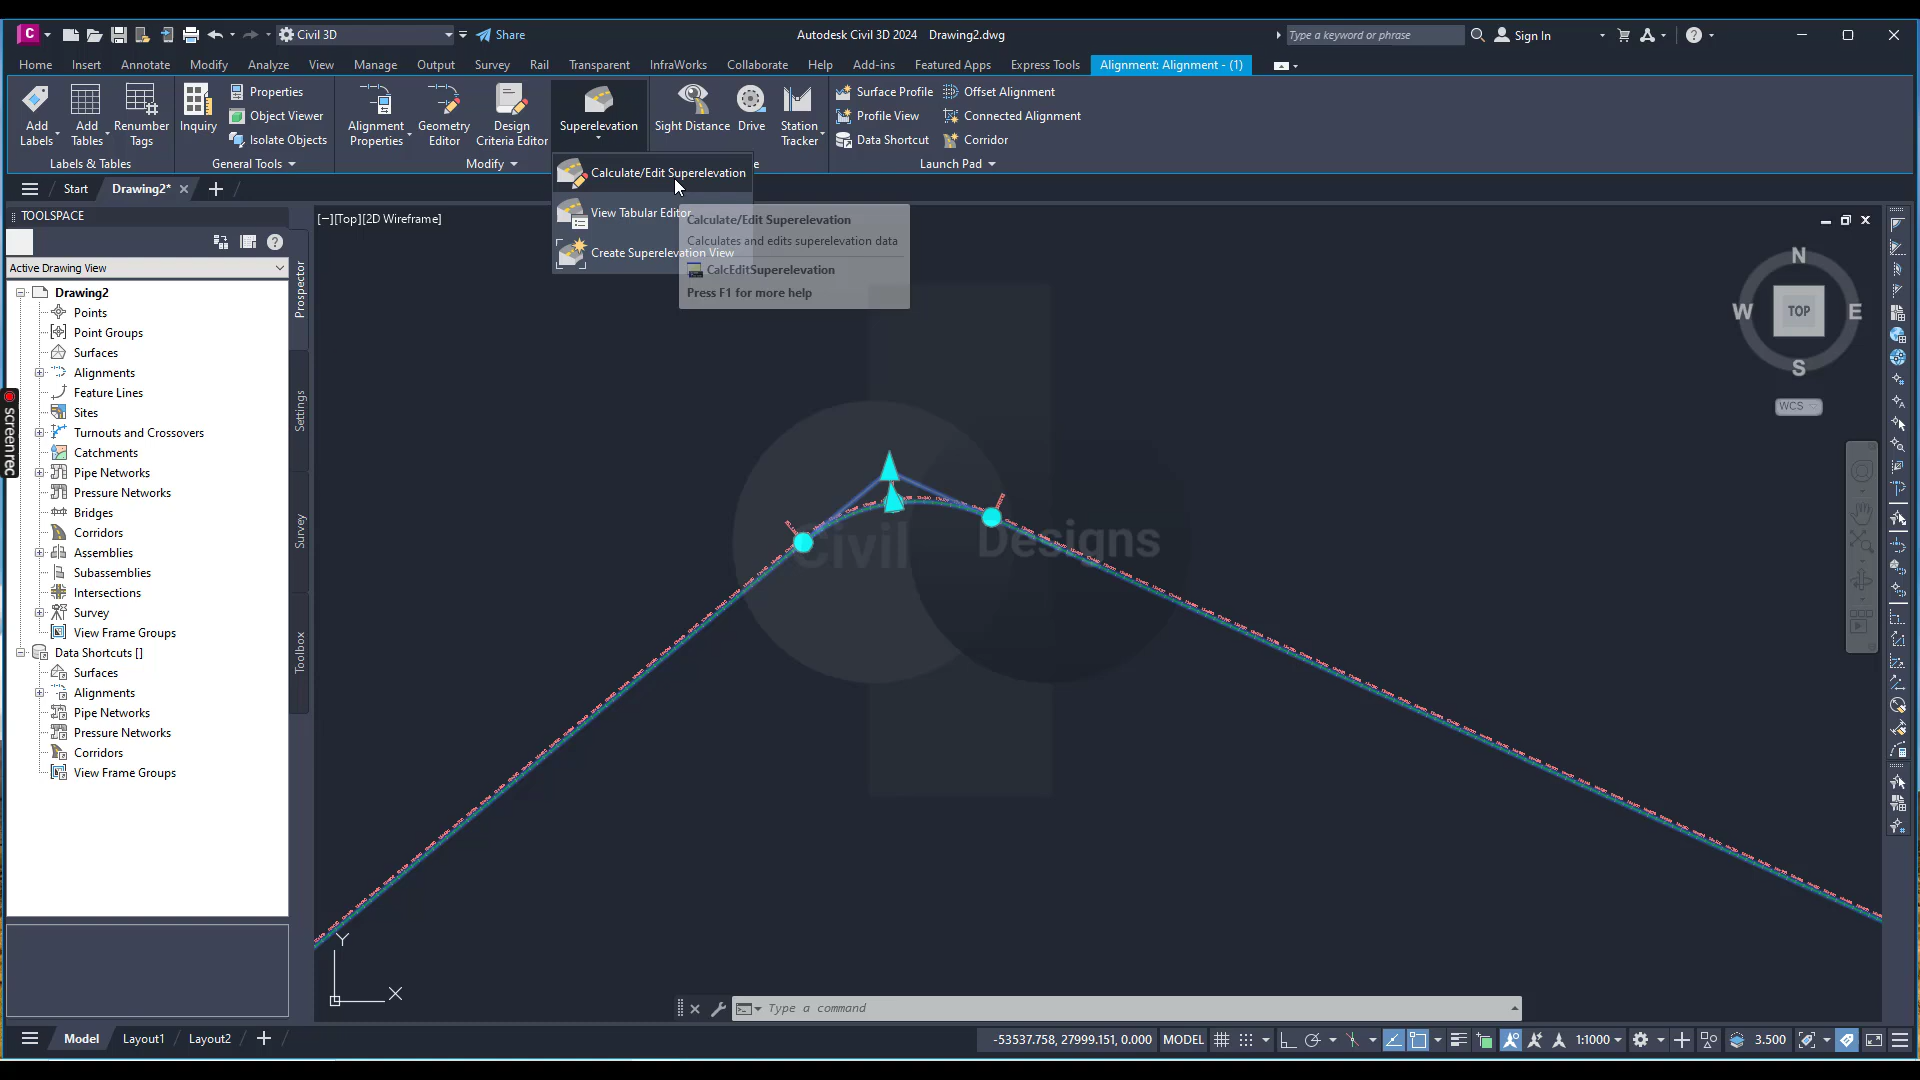 Civil 3D
Share
Autodesk Civil 3D 2024 Drawing2.dwg
Type a keyword or phrase
Sign In
Home Insert Annotate Modify Analyze View Manage Output Survey Rail Transparent InfraWorks Collaborate Help Add-ins Featured Apps Express Tools Alignment: Alignment - (1)
Add Labels
Add Tables
Renumber Tags
Labels & Tables
Inquiry
Properties
Object Viewer
Isolate Objects
General Tools
Alignment Properties
Geometry Editor
Design Criteria Editor
Modify
Superelevation
Sight Distance
Drive
Station Tracker
Surface Profile
Profile View
Data Shortcut
Offset Alignment
Connected Alignment
Corridor
Launch Pad
Calculate/Edit Superelevation
View Tabular Editor
Create Superelevation View
Calculate/Edit Superelevation
Calculates and edits superelevation data
CalcEditSuperelevation
Press F1 for more help
Start
Drawing2*
TOOLSPACE
Active Drawing View
Drawing2
Points
Point Groups
Surfaces
Alignments
Feature Lines
Sites
Turnouts and Crossovers
Catchments
Pipe Networks
Pressure Networks
Bridges
Corridors
Assemblies
Subassemblies
Intersections
Survey
View Frame Groups
Data Shortcuts []
Surfaces
Alignments
Pipe Networks
Pressure Networks
Corridors
View Frame Groups
Prospector
Settings
Survey
Toolbox
screenrec
[−][Top][2D Wireframe]
N
W TOP E
S
WCS
Civil Designs
Y
X
Type a command
Model Layout1 Layout2
-53537.758, 27999.151, 0.000 MODEL
1:1000
3.500